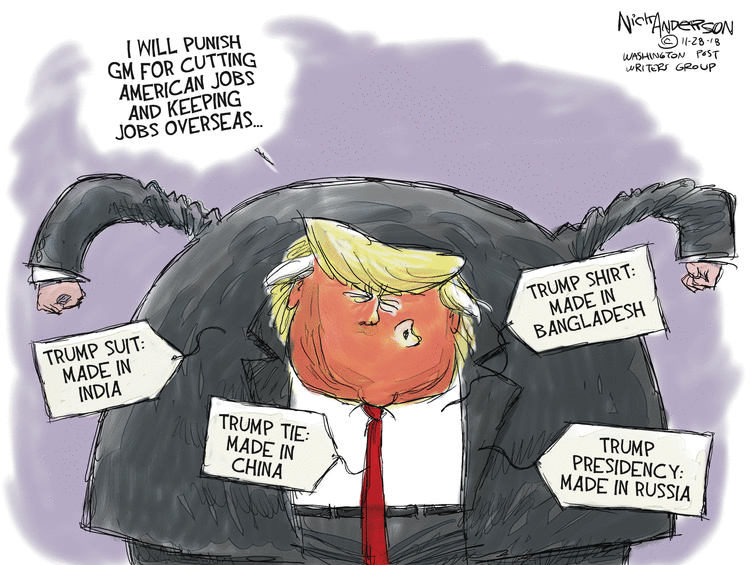 I WILL PUNISH
GM FOR CUTTING
AMERICAN JOBS
AND KEEPING
JOBS OVERSEAS...
NICK ANDERSON
© 11-28-18
WASHINGTON POST
WRITERS GROUP
TRUMP SHIRT:
MADE IN
BANGLADESH
TRUMP SUIT:
MADE IN
INDIA
TRUMP TIE:
MADE IN
CHINA
TRUMP
PRESIDENCY:
MADE IN RUSSIA